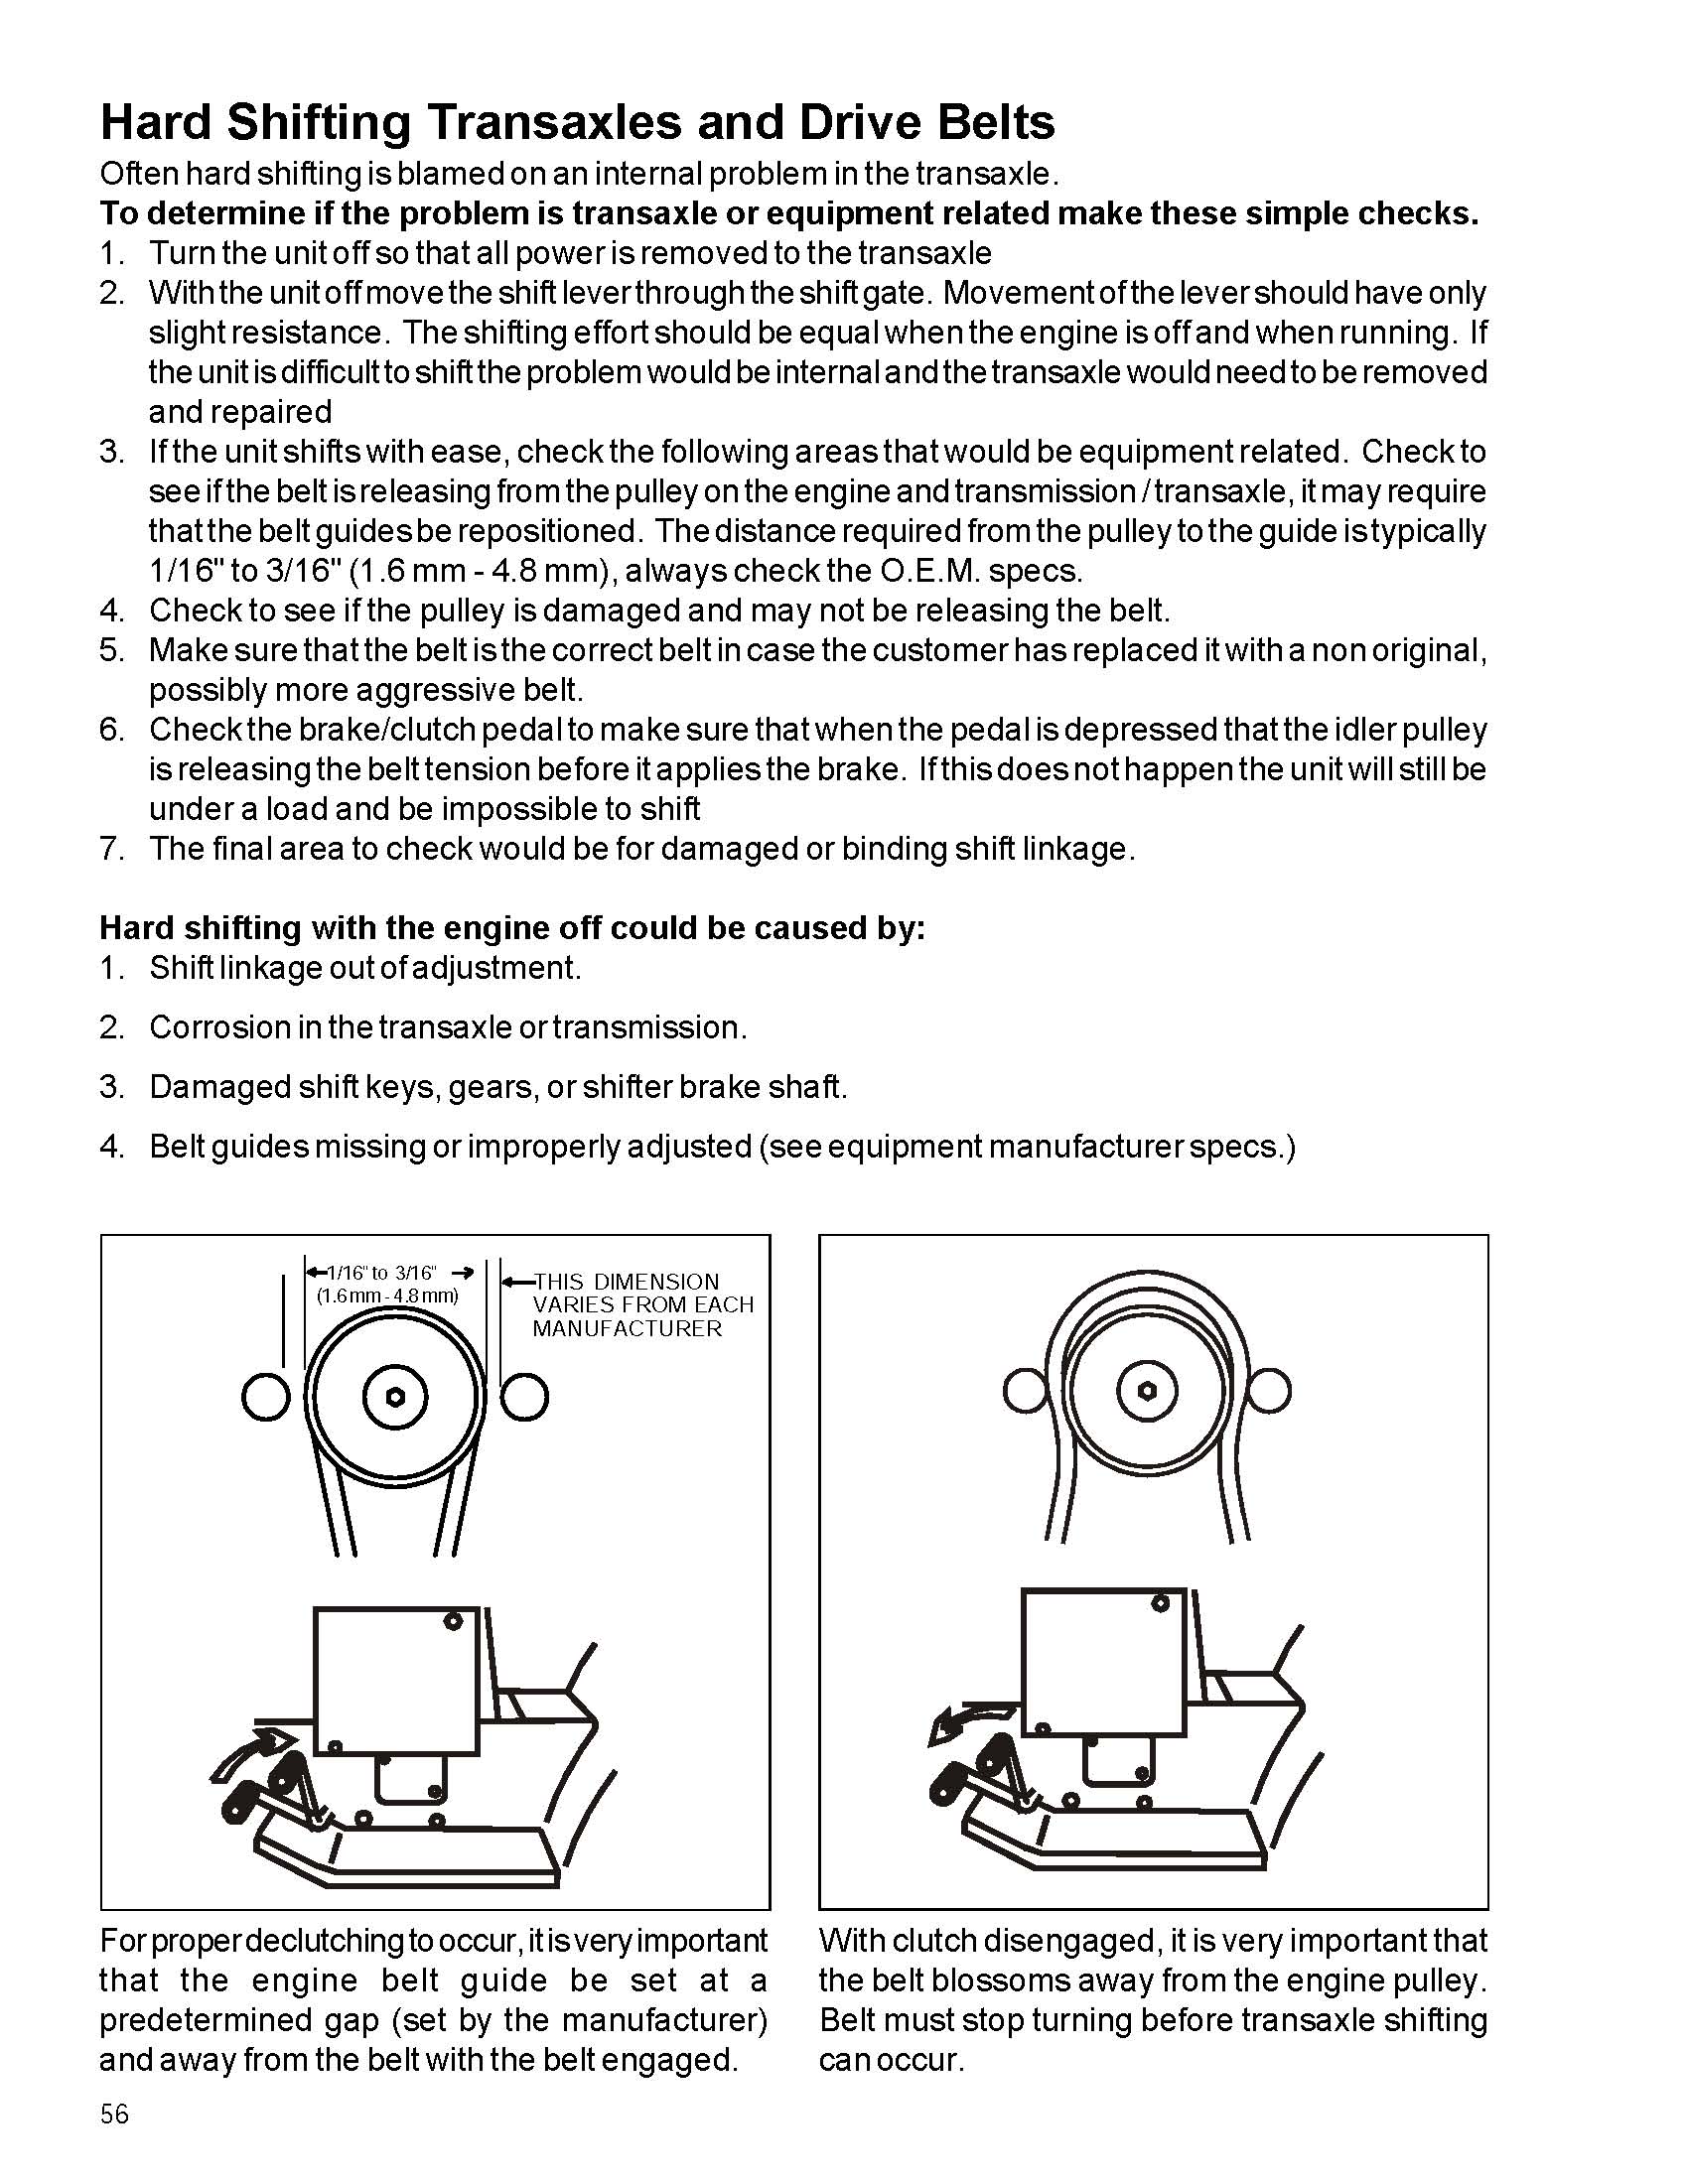 Hard Shifting Transaxles and Drive Belts
Often hard shifting is blamed on an internal problem in the transaxle.
To determine if the problem is transaxle or equipment related make these simple checks.
1. Turn the unit off so that all power is removed to the transaxle
2. With the unit off move the shift lever through the shift gate. Movement of the lever should have only
slight resistance. The shifting effort should be equal when the engine is off and when running. If
the unit is difficult to shift the problem would be internal and the transaxle would need to be removed
and repaired
3. If the unit shifts with ease, check the following areas that would be equipment related. Check to
see if the belt is releasing from the pulley on the engine and transmission / transaxle, it may require
that the belt guides be repositioned. The distance required from the pulley to the guide is typically
1/16" to 3/16" (1.6 mm - 4.8 mm), always check the O.E.M. specs.
4. Check to see if the pulley is damaged and may not be releasing the belt.
5. Make sure that the belt is the correct belt in case the customer has replaced it with a non original,
possibly more aggressive belt.
6. Check the brake/clutch pedal to make sure that when the pedal is depressed that the idler pulley
is releasing the belt tension before it applies the brake. If this does not happen the unit will still be
under a load and be impossible to shift
7. The final area to check would be for damaged or binding shift linkage.
Hard shifting with the engine off could be caused by:
1. Shift linkage out of adjustment.
2. Corrosion in the transaxle or transmission.
3. Damaged shift keys, gears, or shifter brake shaft.
4. Belt guides missing or improperly adjusted (see equipment manufacturer specs.)
1/16" to 3/16"
(1.6 mm - 4.8 mm)
THIS DIMENSION
VARIES FROM EACH
MANUFACTURER
For proper declutching to occur, it is very important
that the engine belt guide be set at a
predetermined gap (set by the manufacturer)
and away from the belt with the belt engaged.
With clutch disengaged, it is very important that
the belt blossoms away from the engine pulley.
Belt must stop turning before transaxle shifting
can occur.
56